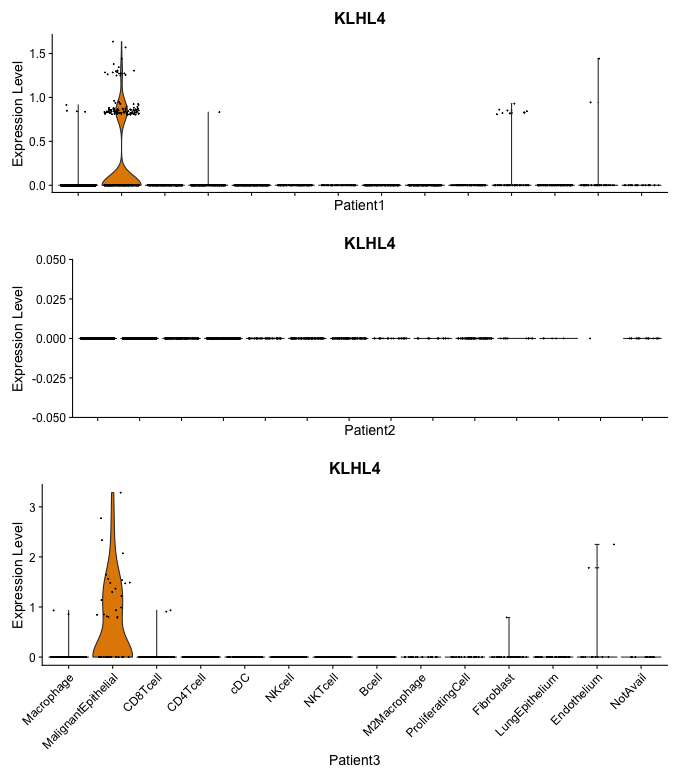 KLHL4
Expression Level
1.5
1.0
0.5
0.0
Patient1
KLHL4
Expression Level
0.050
0.025
0.000
-0.025
-0.050
Patient2
KLHL4
Expression Level
3
2
1
0
Macrophage
MalignantEpithelial
CD8Tcell
CD4Tcell
cDC
NKcell
NKTcell
Bcell
M2Macrophage
ProliferatingCell
Fibroblast
LungEpithelium
Endothelium
NotAvail
Patient3